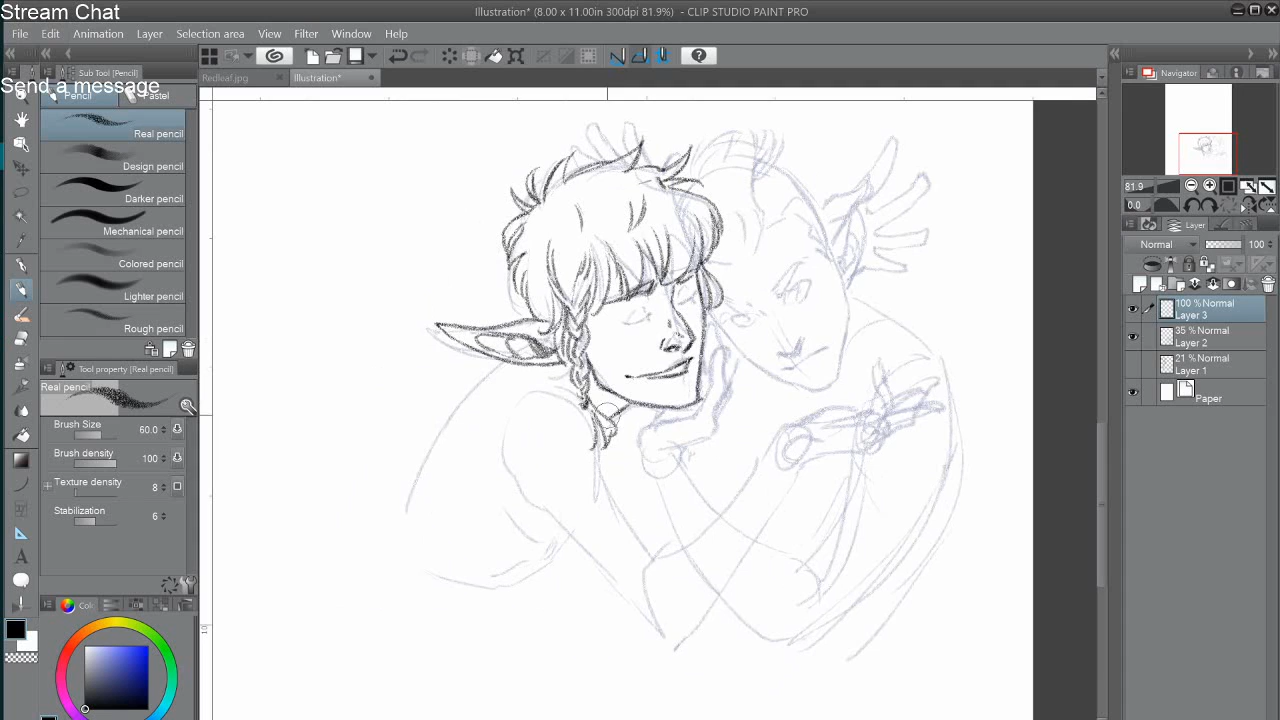 Stream Chat
Illustration* (8.00 x 11.00in 300dpi 81.9%) - CLIP STUDIO PAINT PRO
File Edit Animation Layer Selection area View Filter Window Help
Sub Tool [Pencil]
Redleaf.jpg
Illustration*
Navigator
Send a message
Pencil
Pastel
Real pencil
Design pencil
Darker pencil
Mechanical pencil
Colored pencil
Lighter pencil
Rough pencil
81.9
0.0
Layer
Normal
100
100 %Normal
Layer 3
35 % Normal
Layer 2
21 % Normal
Layer 1
Paper
Tool property [Real pencil]
Real pencil
Brush Size 60.0
Brush density 100
Texture density 8
Stabilization 6
Col
10